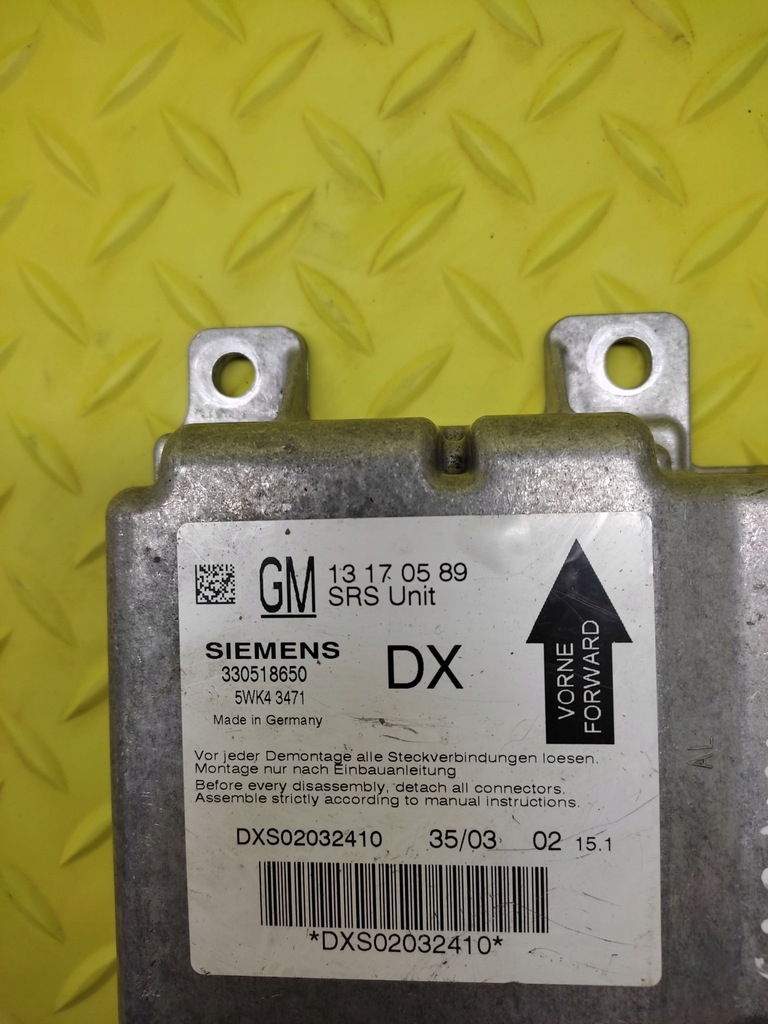 GM 13 17 05 89
SRS Unit
SIEMENS
330518650
5WK4 3471
Made in Germany
DX
VORNE
FORWARD
Vor jeder Demontage alle Steckverbindungen loesen.
Montage nur nach Einbauanleitung
Before every disassembly, detach all connectors.
Assemble strictly according to manual instructions.
DXS02032410 35/03 02 15.1
*DXS02032410*
AL